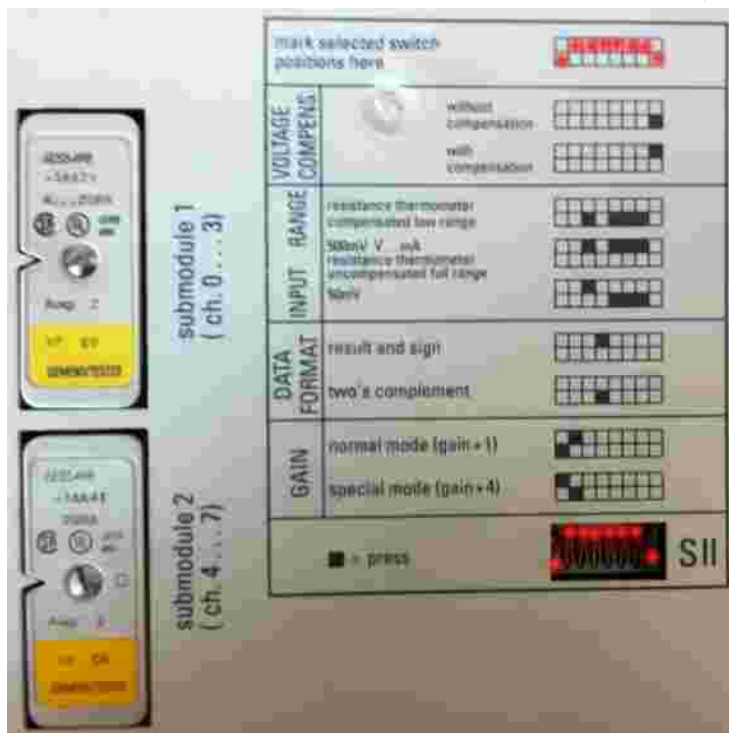 mark selected switch
positions here
VOLTAGE
COMPENS
without
compensation
with
compensation
INPUT RANGE
resistance thermometer
compensated low range
500mV V... mA
resistance thermometer
uncompensated full range
50mV
DATA
FORMAT
result and sign
two's complement
GAIN
normal mode (gain×1)
special mode (gain×4)
■ = press
SII
submodule 1
(ch. 0...3)
submodule 2
(ch. 4...7)